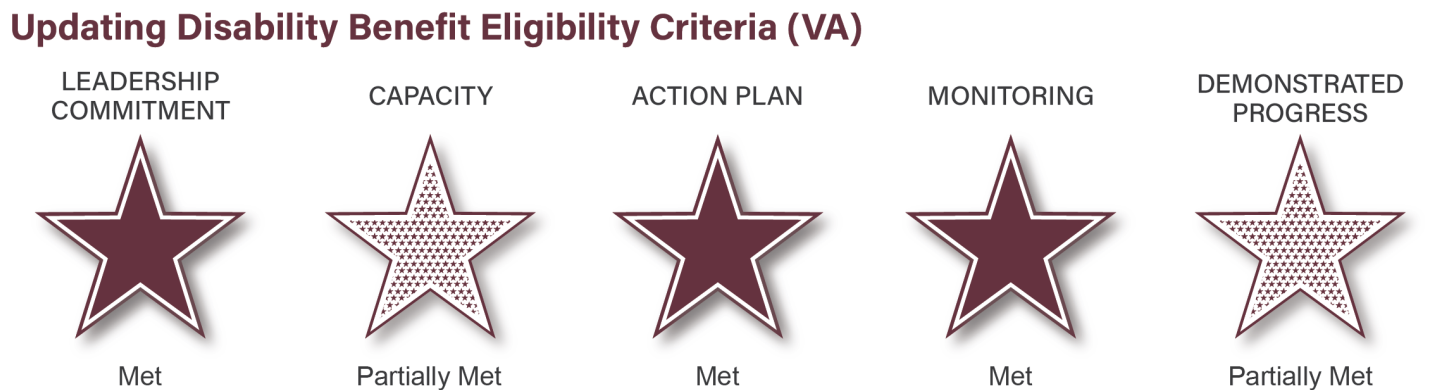 Updating Disability Benefit Eligibility Criteria (VA)
LEADERSHIP
COMMITMENT
CAPACITY
ACTION PLAN
MONITORING
DEMONSTRATED
PROGRESS
Met
Partially Met
Met
Met
Partially Met